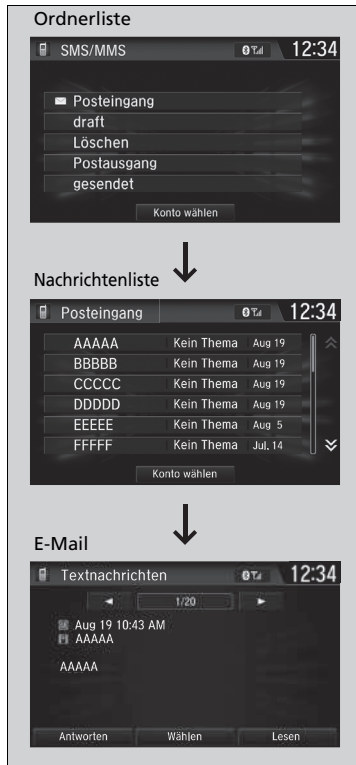 Ordnerliste
SMS/MMS 12:34
Posteingang
draft
Löschen
Postausgang
gesendet
Konto wählen
Nachrichtenliste
Posteingang 12:34
AAAAA Kein Thema Aug 19
BBBBB Kein Thema Aug 19
CCCCC Kein Thema Aug 19
DDDDD Kein Thema Aug 19
EEEEE Kein Thema Aug 5
FFFFF Kein Thema Jul. 14
Konto wählen
E-Mail
Textnachrichten 12:34
1/20
Aug 19 10:43 AM
AAAAA
AAAAA
Antworten Wählen Lesen